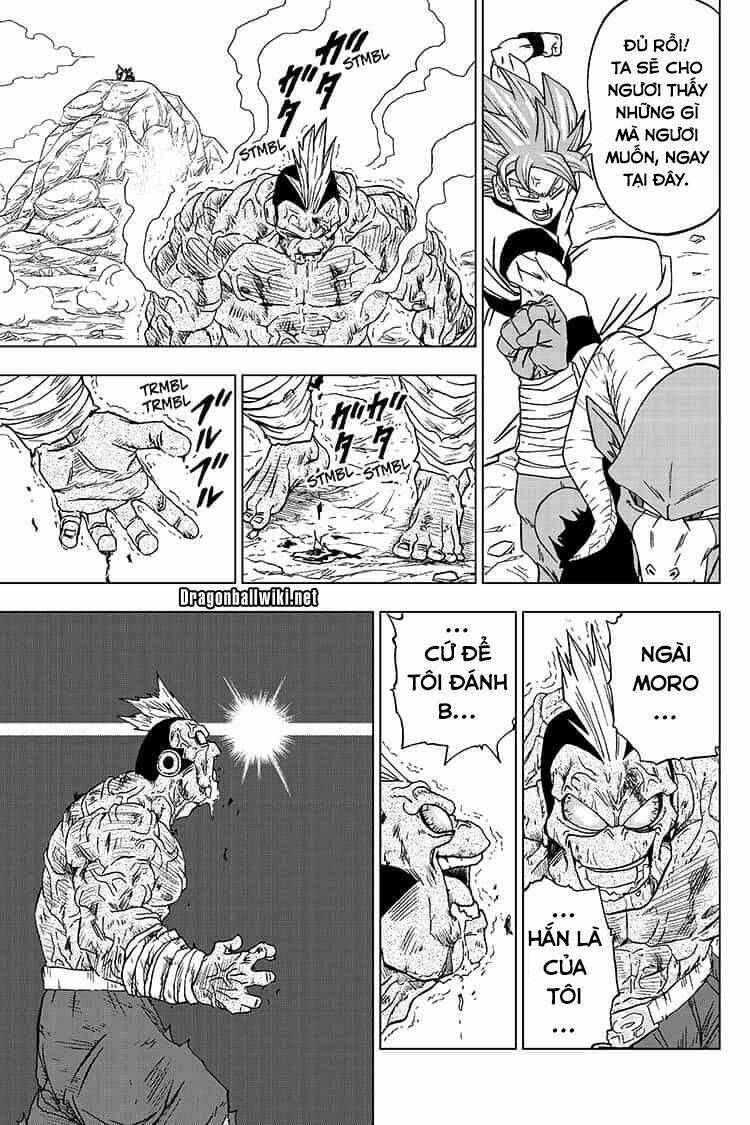 ĐỦ RỒI!
TA SẼ CHO
NGƯƠI THẤY
NHỮNG GÌ
MÀ NGƯƠI
MUỐN, NGAY
TẠI ĐÂY.
ガタ
STMBL
ガタ
STMBL
ガタ
STMBL
ガタ
STMBL
TRMBL
TRMBL
ブルブル
Dragonballwiki.net
NGÀI
MORO
...
...
HẮN LÀ
CỦA
TÔI
...
...
CỨ ĐỂ
TÔI ĐÁNH
B...